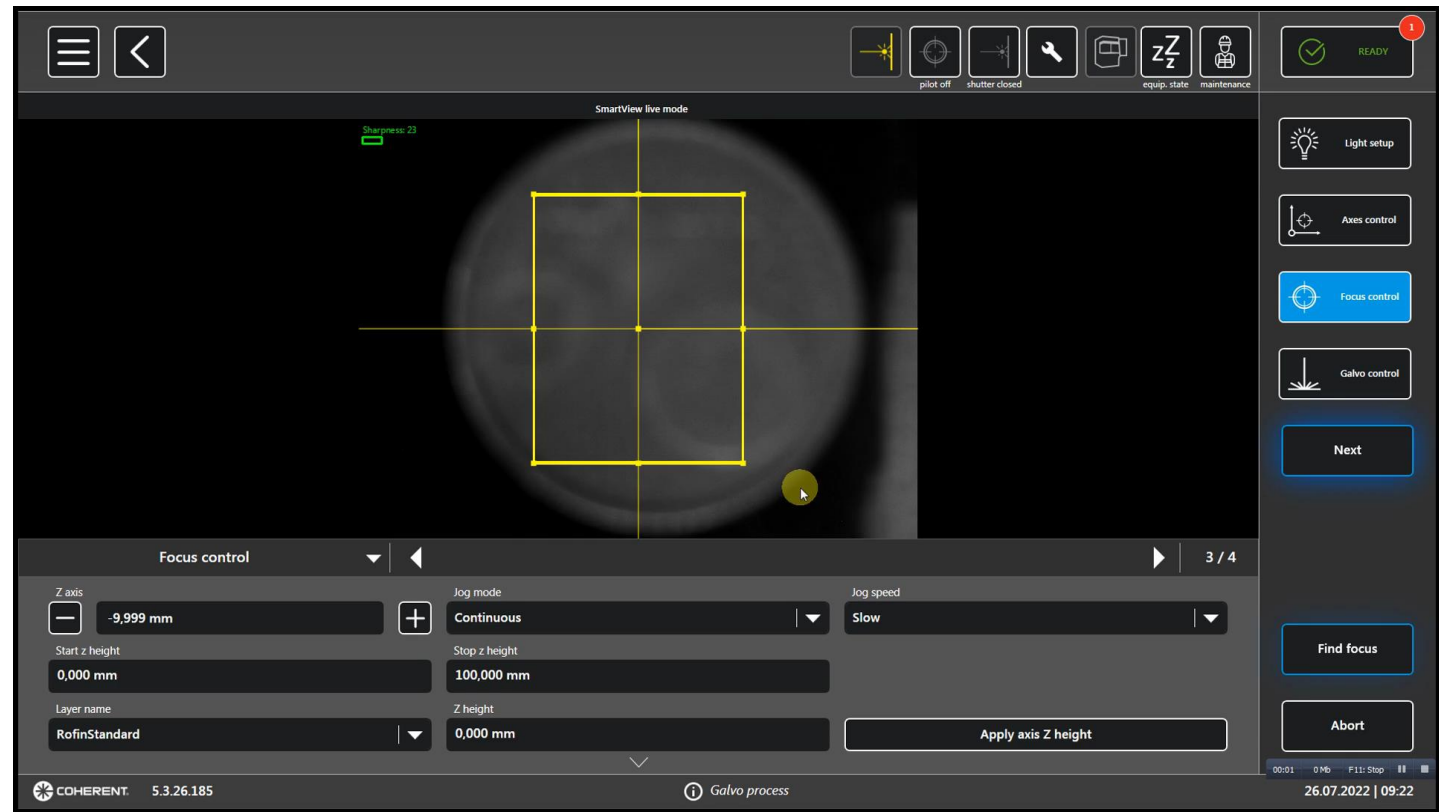 1
READY
pilot off
shutter closed
zZz
equip. state
maintenance
SmartView live mode
Sharpness: 23
Light setup
Axes control
Focus control
Galvo control
Next
Find focus
Abort
Focus control
3 / 4
Z axis
Jog mode
Jog speed
-9,999 mm
Continuous
Slow
Start z height
Stop z height
0,000 mm
100,000 mm
Layer name
Z height
RofinStandard
0,000 mm
Apply axis Z height
00:01 0 Mb F11: Stop
COHERENT. 5.3.26.185
Galvo process
26.07.2022 | 09:22